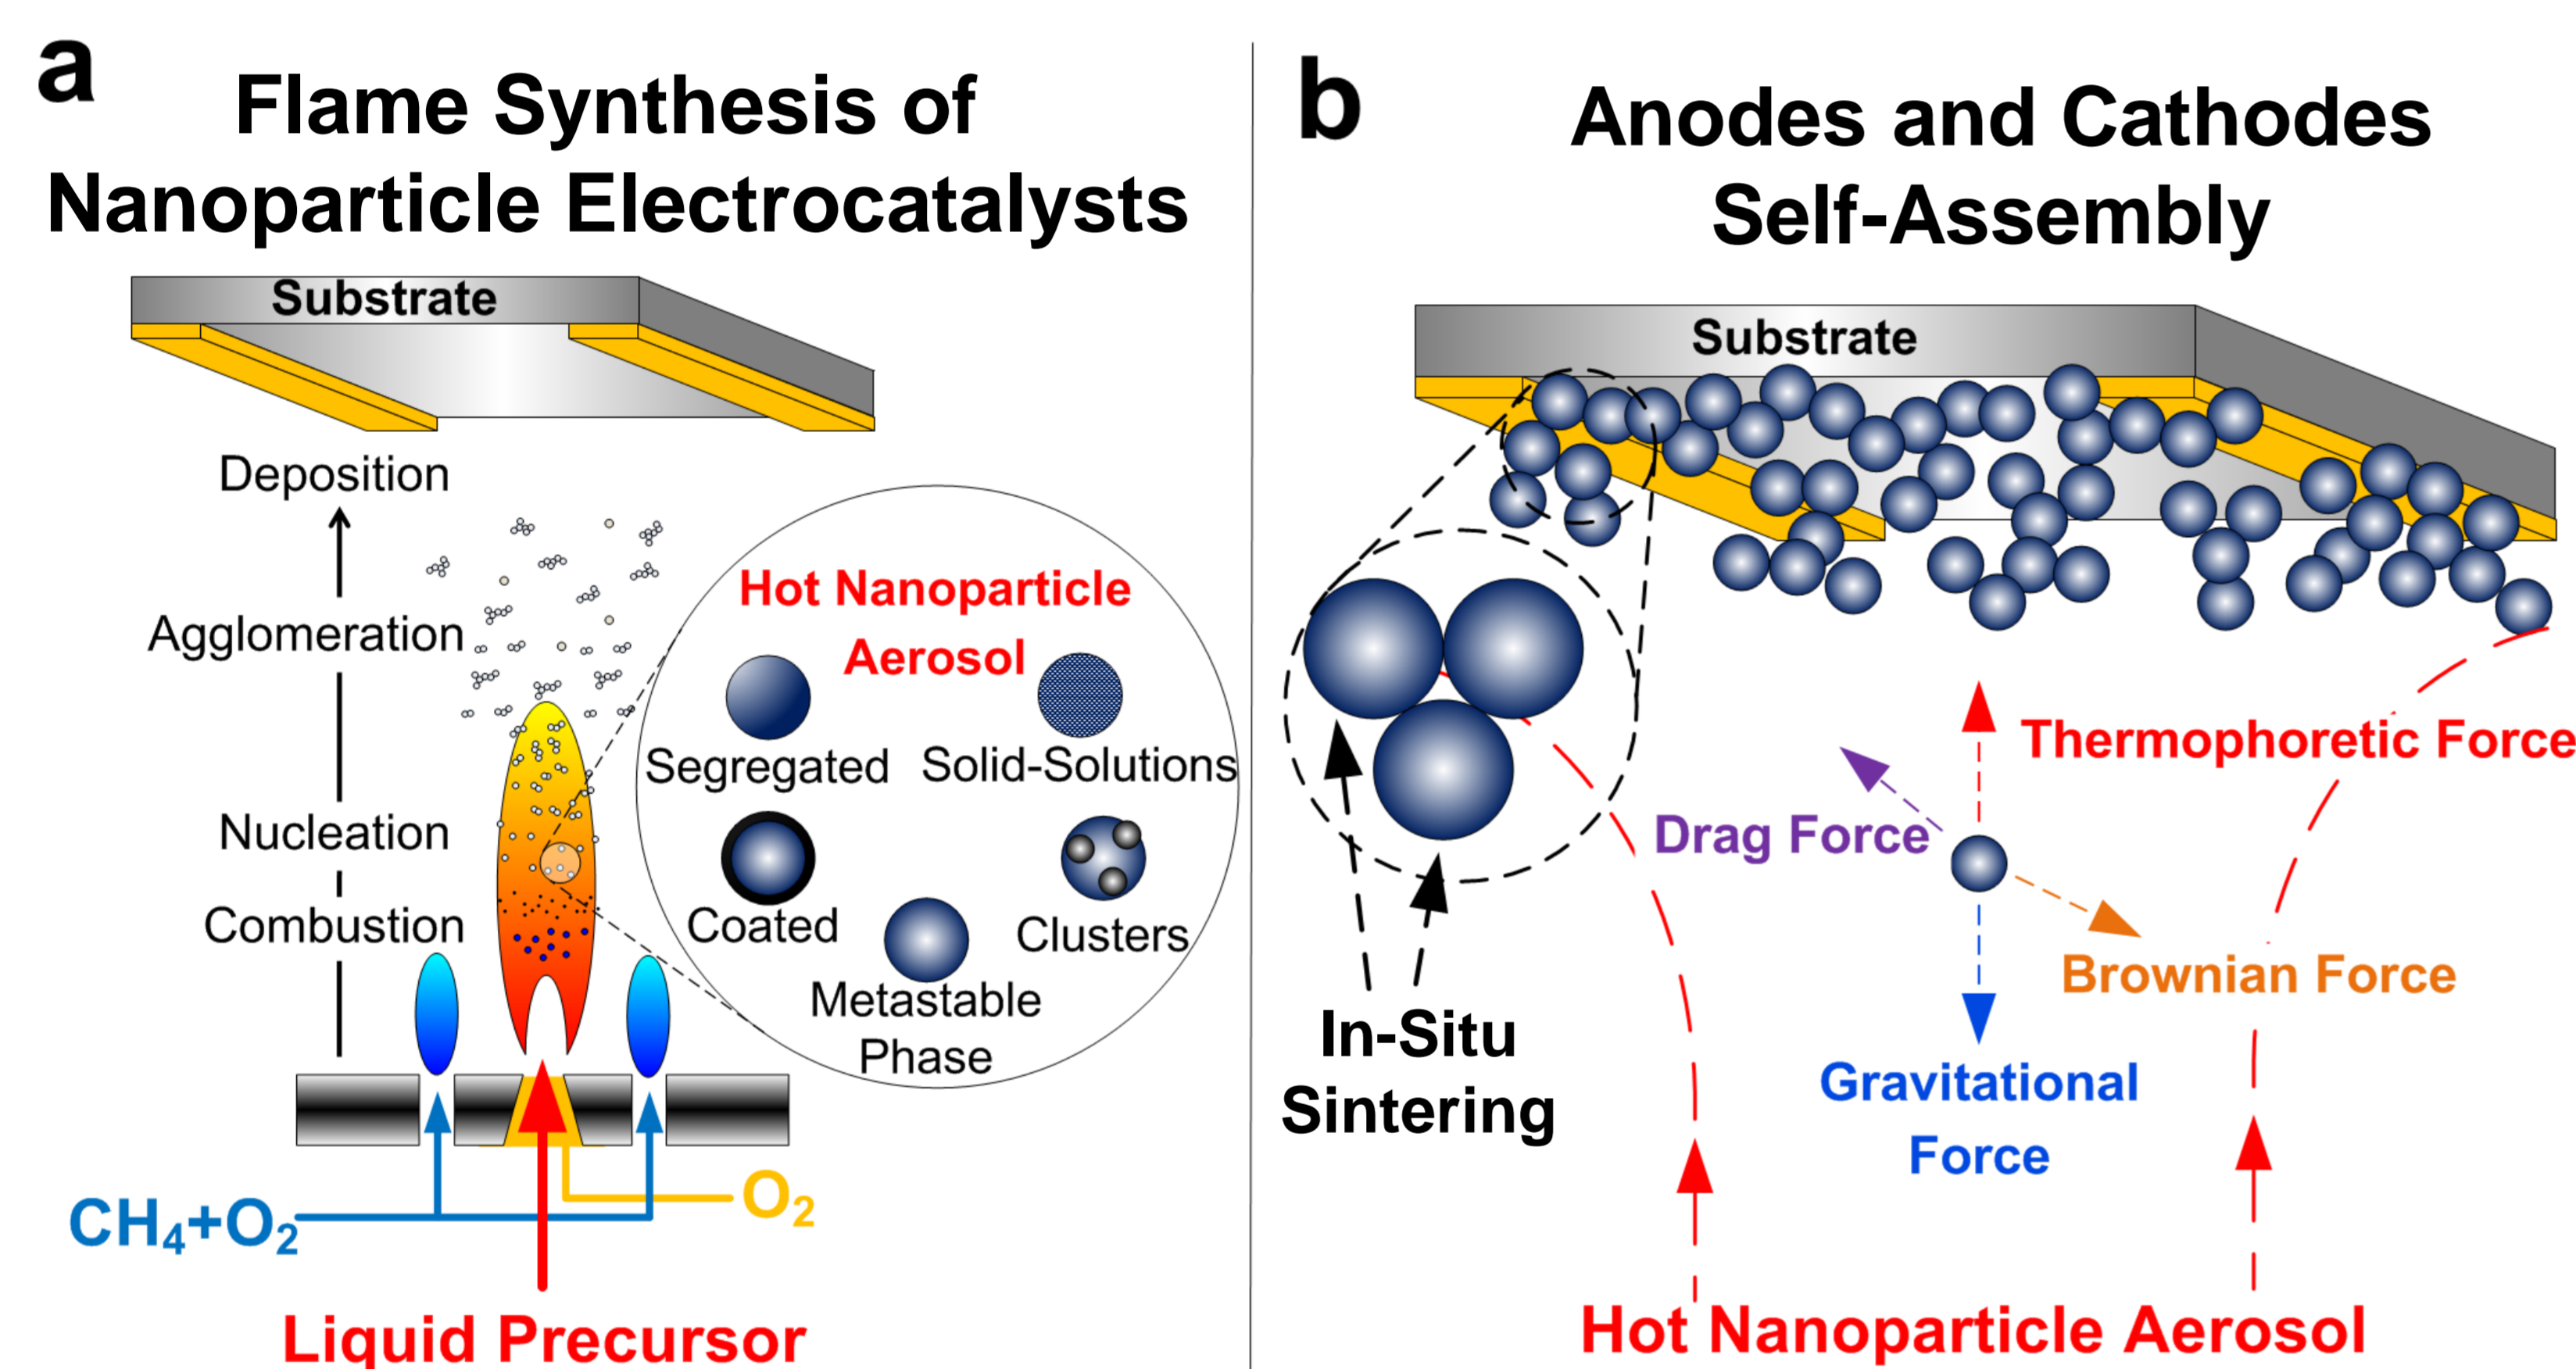 a
Flame Synthesis of
Nanoparticle Electrocatalysts
Substrate
Deposition
Agglomeration
Nucleation
Combustion
Hot Nanoparticle
Aerosol
Segregated
Solid-Solutions
Coated
Clusters
Metastable
Phase
CH₄+O₂
O₂
Liquid Precursor
b
Anodes and Cathodes
Self-Assembly
Substrate
Thermophoretic Force
Drag Force
Brownian Force
Gravitational
Force
In-Situ
Sintering
Hot Nanoparticle Aerosol